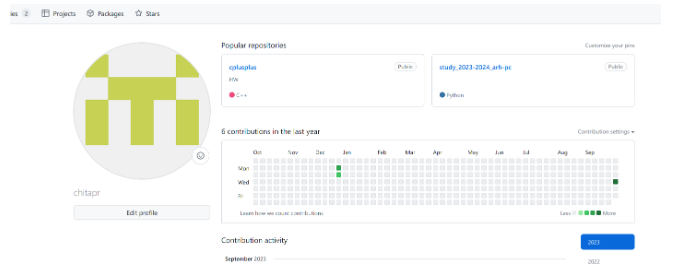 ies 2 Projects Packages Stars
Popular repositories
Customize your pins
cplusplus Public
HW
C++
study_2023-2024_arh-pc Public
Python
6 contributions in the last year
Contribution settings
Oct Nov Dec Jan Feb Mar Apr May Jun Jul Aug Sep
Mon
Wed
Fri
Learn how we count contributions
Less More
chitapr
Edit profile
Contribution activity
2023
September 2023
2022